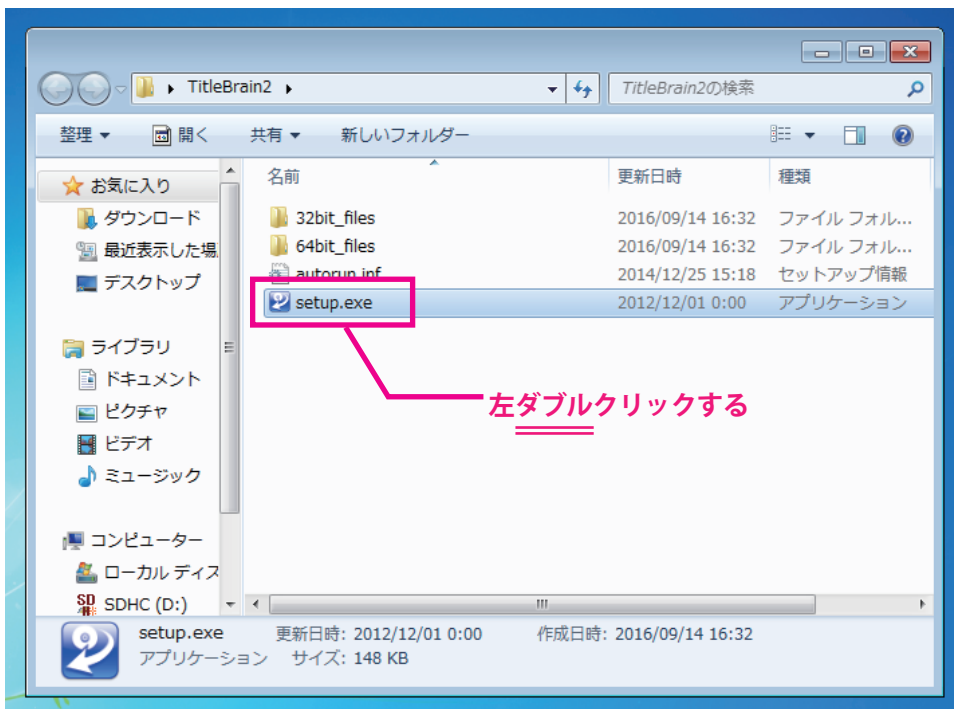 TitleBrain2
TitleBrain2の検索
整理 開く 共有 新しいフォルダー
名前 更新日時 種類
お気に入り
ダウンロード
最近表示した場
デスクトップ
ライブラリ
ドキュメント
ピクチャ
ビデオ
ミュージック
コンピューター
ローカル ディス
SDHC (D:)
32bit_files 2016/09/14 16:32 ファイル フォル...
64bit_files 2016/09/14 16:32 ファイル フォル...
autorun.inf 2014/12/25 15:18 セットアップ情報
setup.exe 2012/12/01 0:00 アプリケーション
左ダブルクリックする
setup.exe 更新日時: 2012/12/01 0:00 作成日時: 2016/09/14 16:32
アプリケーション サイズ: 148 KB